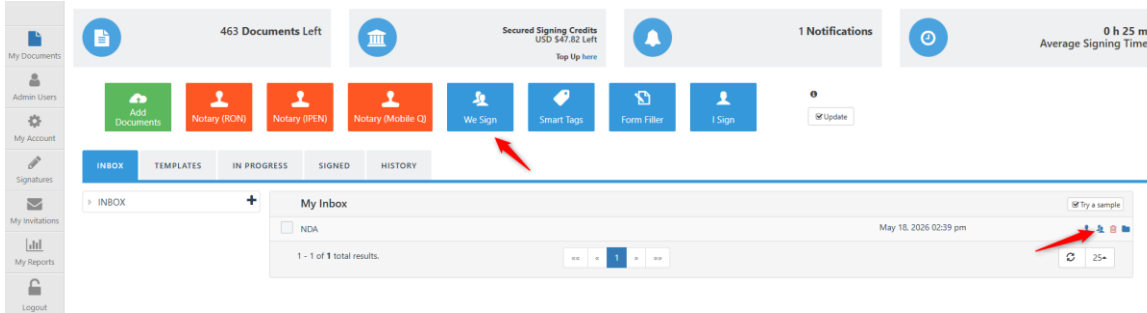 My Documents
Admin Users
My Account
Signatures
My Invitations
My Reports
Logout
463 Documents Left
Secured Signing Credits
USD $47.82 Left
Top Up here
1 Notifications
0 h 25 m
Average Signing Time
Add
Documents
Notary (RON)
Notary (IPEN)
Notary (Mobile Q)
We Sign
Smart Tags
Form Filler
I Sign
Update
INBOX
TEMPLATES
IN PROGRESS
SIGNED
HISTORY
> INBOX
+
My Inbox
Try a sample
NDA
May 18, 2026 02:39 pm
1 - 1 of 1 total results.
«« « 1 » »»
25